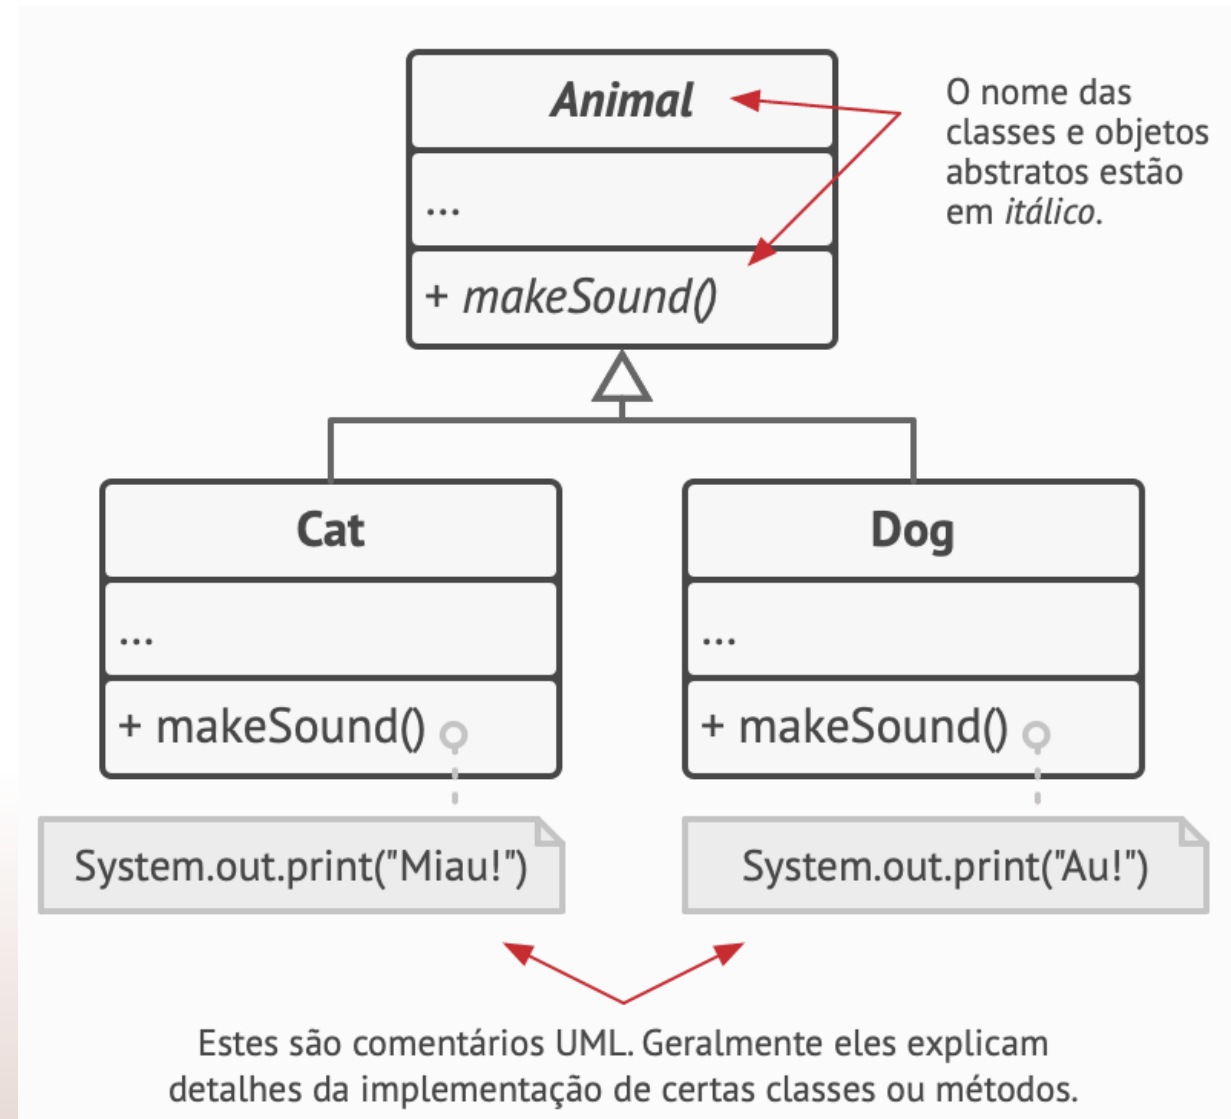 Animal
O nome das
classes e objetos
abstratos estão
em itálico.
...
+ makeSound()
Cat
...
+ makeSound()
Dog
...
+ makeSound()
System.out.print("Miau!")
System.out.print("Au!")
Estes são comentários UML. Geralmente eles explicam
detalhes da implementação de certas classes ou métodos.